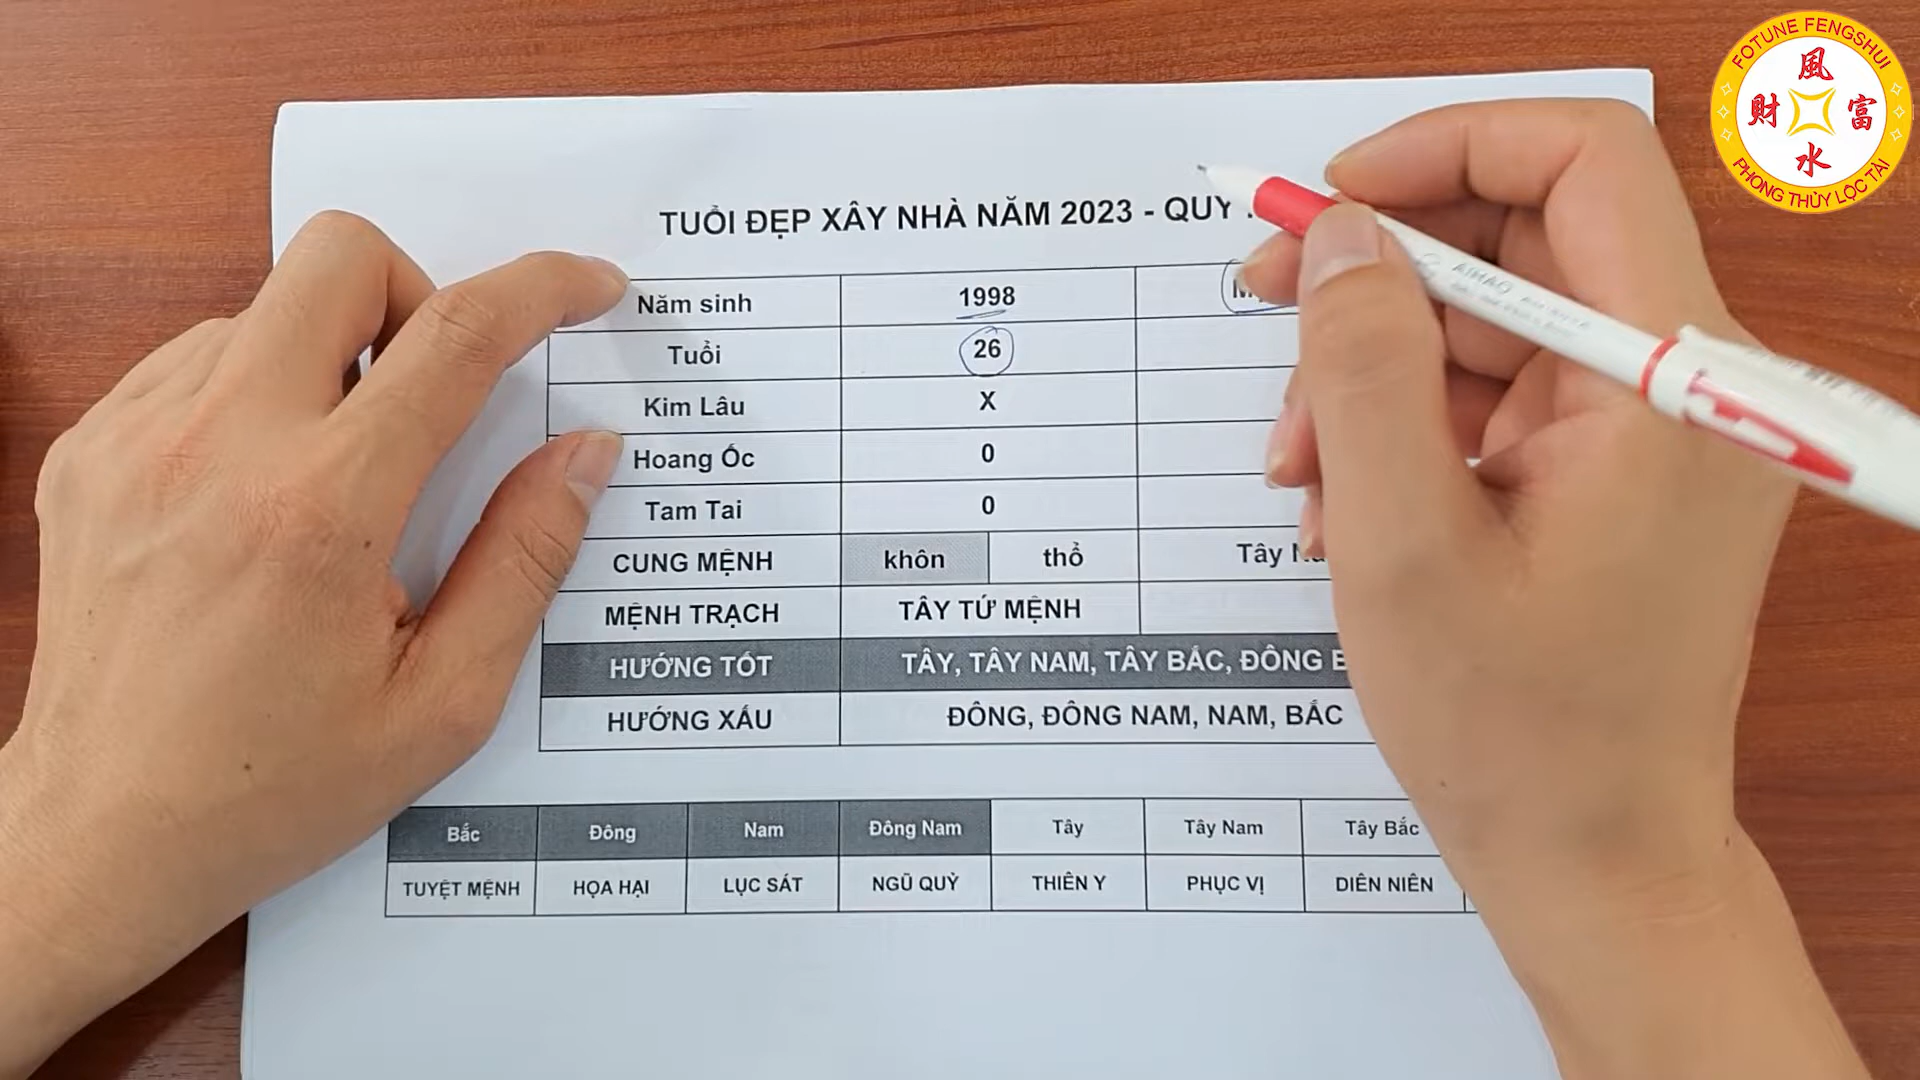 FOTUNE FENGSHUI
風
財 富
水
PHONG THỦY LỘC TÀI
TUỔI ĐẸP XÂY NHÀ NĂM 2023 - QUÝ
Năm sinh 1998
Tuổi 26
Kim Lâu X
Hoang Ốc 0
Tam Tai 0
CUNG MỆNH khôn thổ Tây
MỆNH TRẠCH TÂY TỨ MỆNH
HƯỚNG TỐT TÂY, TÂY NAM, TÂY BẮC, ĐÔNG
HƯỚNG XẤU ĐÔNG, ĐÔNG NAM, NAM, BẮC
Bắc Đông Nam Đông Nam Tây Tây Nam Tây Bắc
TUYỆT MỆNH HỌA HẠI LỤC SÁT NGŨ QUỶ THIÊN Y PHỤC VỊ DIÊN NIÊN